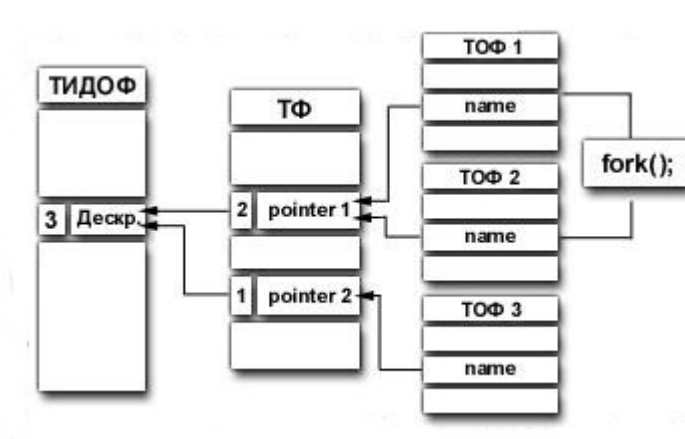 ТИДОФ
3 Дескр.
ТФ
2 pointer 1
1 pointer 2
ТОФ 1
name
ТОФ 2
name
ТОФ 3
name
fork();